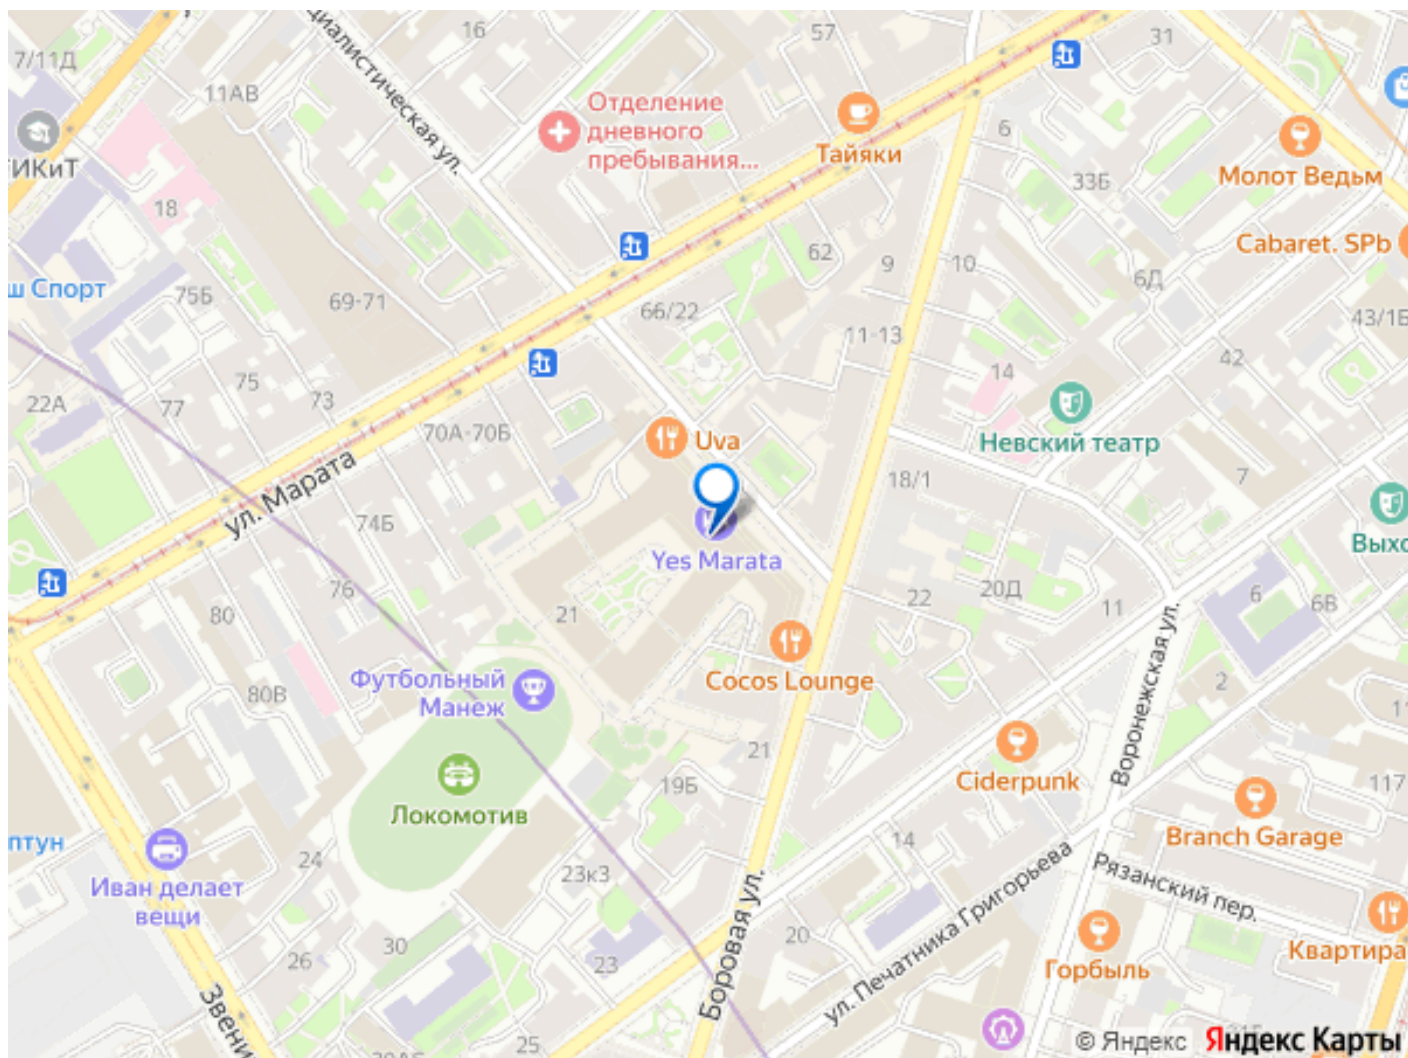 16
57
31
7/11Д
циалистическая ул.
11АВ
Отделение
дневного
пребывания...
Тайяки
6
ИКиТ
33Б
Молот Ведьм
18
62
9
10
Cabaret. SPb
6Д
ш Спорт
75Б
69-71
66/22
11-13
43/1Б
42
14
75
73
22А
77
70А-70Б
Uva
Невский театр
7
18/1
ул. Марата
74Б
Yes Marata
Выхо
76
21
80
22
20Д
11
6
6В
Воронежская ул.
Футбольный
Манеж
80В
Cocos Lounge
2
11
21
19Б
Ciderpunk
117
Локомотив
Branch Garage
птун
14
24
23к3
Иван делает
вещи
Рязанский пер.
ул. Печатника Григорьева
Боровая ул.
20
30
23
26
Горбыль
Квартира
Звени
25
© Яндекс Яндекс Карты